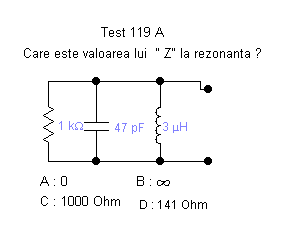 Test 119 A
Care este valoarea lui " Z" la rezonanta ?
1 kΩ 47 pF 3 µH
A : 0 B : ∞
C : 1000 Ohm D : 141 Ohm